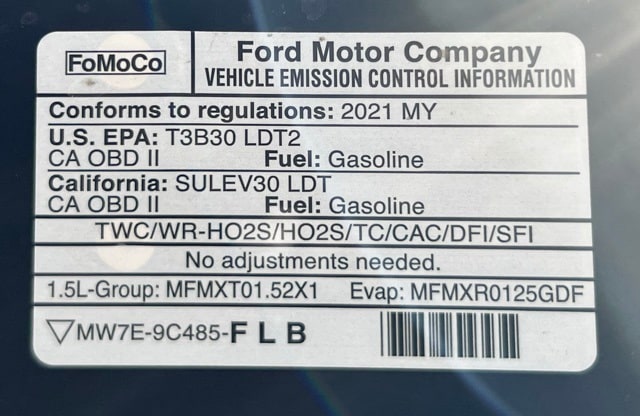 FoMoCo
Ford Motor Company
VEHICLE EMISSION CONTROL INFORMATION
Conforms to regulations: 2021 MY
U.S. EPA: T3B30 LDT2
CA OBD II Fuel: Gasoline
California: SULEV30 LDT
CA OBD II Fuel: Gasoline
TWC/WR-HO2S/HO2S/TC/CAC/DFI/SFI
No adjustments needed.
1.5L-Group: MFMXT01.52X1 Evap: MFMXR0125GDF
MW7E-9C485-F L B